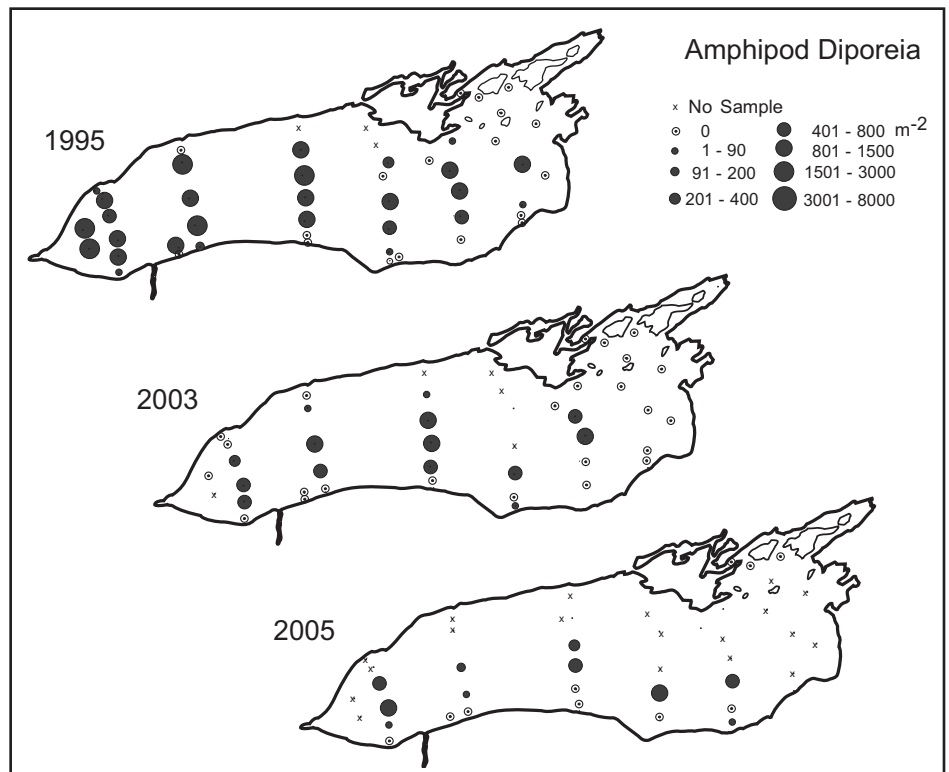 Amphipod Diporeia
x No Sample
0
1 - 90
91 - 200
201 - 400
401 - 800 m-2
801 - 1500
1501 - 3000
3001 - 8000
1995
2003
2005